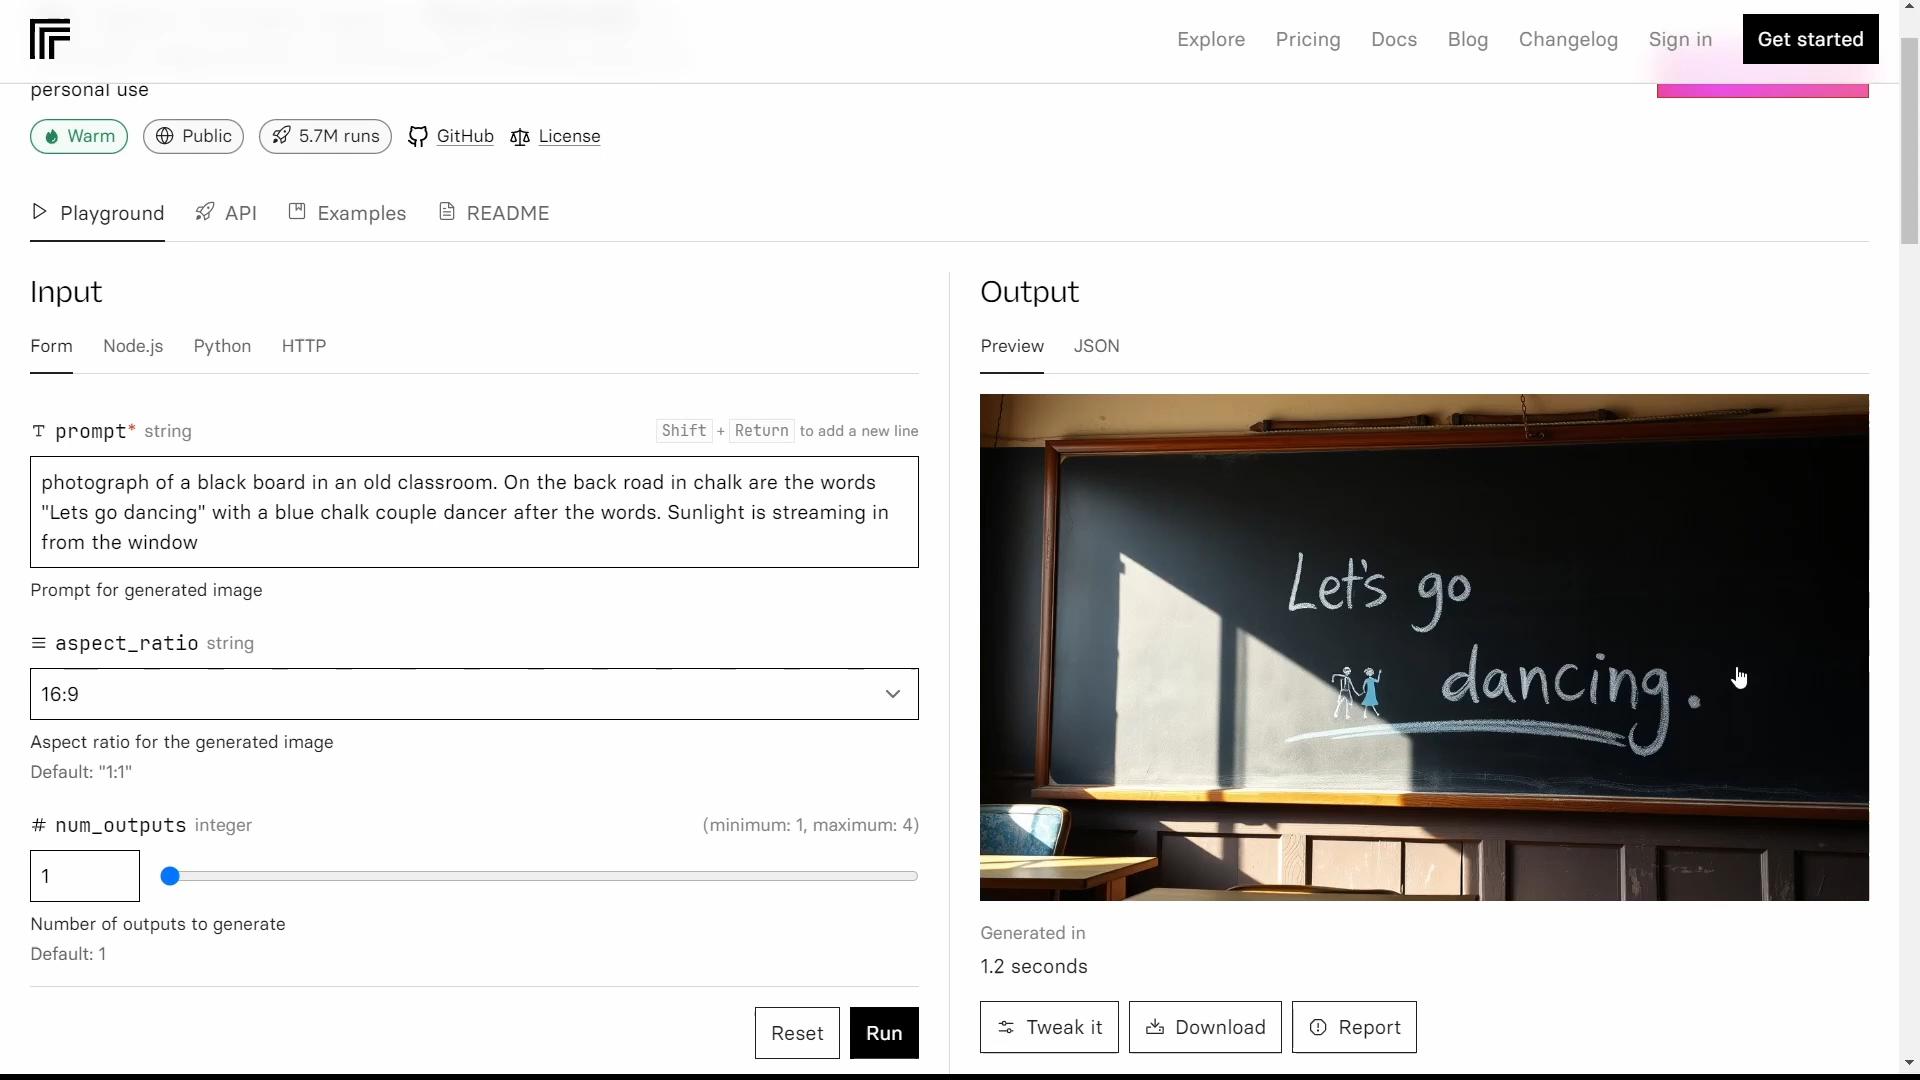 Explore Pricing Docs Blog Changelog Sign in Get started
personal use
Warm Public 5.7M runs GitHub License
Playground API Examples README
Input
Form Node.js Python HTTP
prompt* string Shift + Return to add a new line
photograph of a black board in an old classroom. On the back road in chalk are the words
"Lets go dancing" with a blue chalk couple dancer after the words. Sunlight is streaming in
from the window
Prompt for generated image
aspect_ratio string
16:9
Aspect ratio for the generated image
Default: "1:1"
# num_outputs integer (minimum: 1, maximum: 4)
1
Number of outputs to generate
Default: 1
Reset Run
Output
Preview JSON
Let's go
dancing.
Generated in
1.2 seconds
Tweak it Download Report